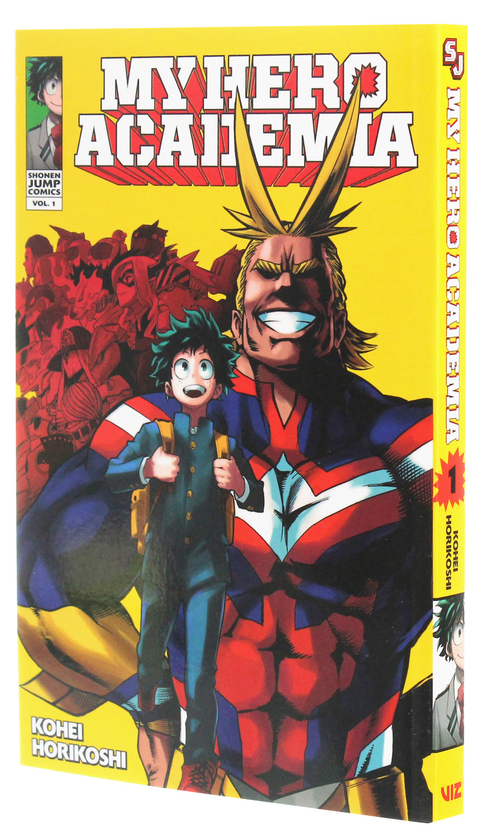 MY HERO
ACADEMIA
SHONEN
JUMP
COMICS
VOL. 1
KOHEI
HORIKOSHI
SJ
MY HERO ACADEMIA
1
KOHEI
HORIKOSHI
VIZ